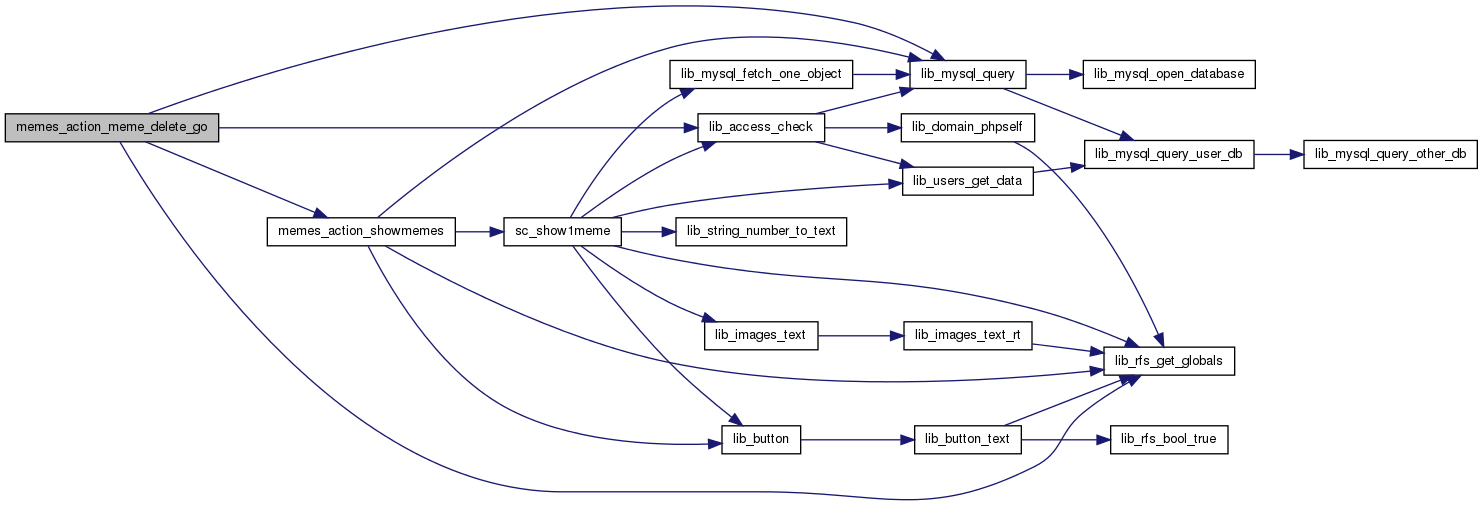 memes_action_meme_delete_go
memes_action_showmemes
sc_show1meme
lib_mysql_fetch_one_object
lib_access_check
lib_string_number_to_text
lib_images_text
lib_button
lib_mysql_query
lib_domain_phpself
lib_users_get_data
lib_images_text_rt
lib_button_text
lib_mysql_open_database
lib_mysql_query_user_db
lib_rfs_get_globals
lib_rfs_bool_true
lib_mysql_query_other_db